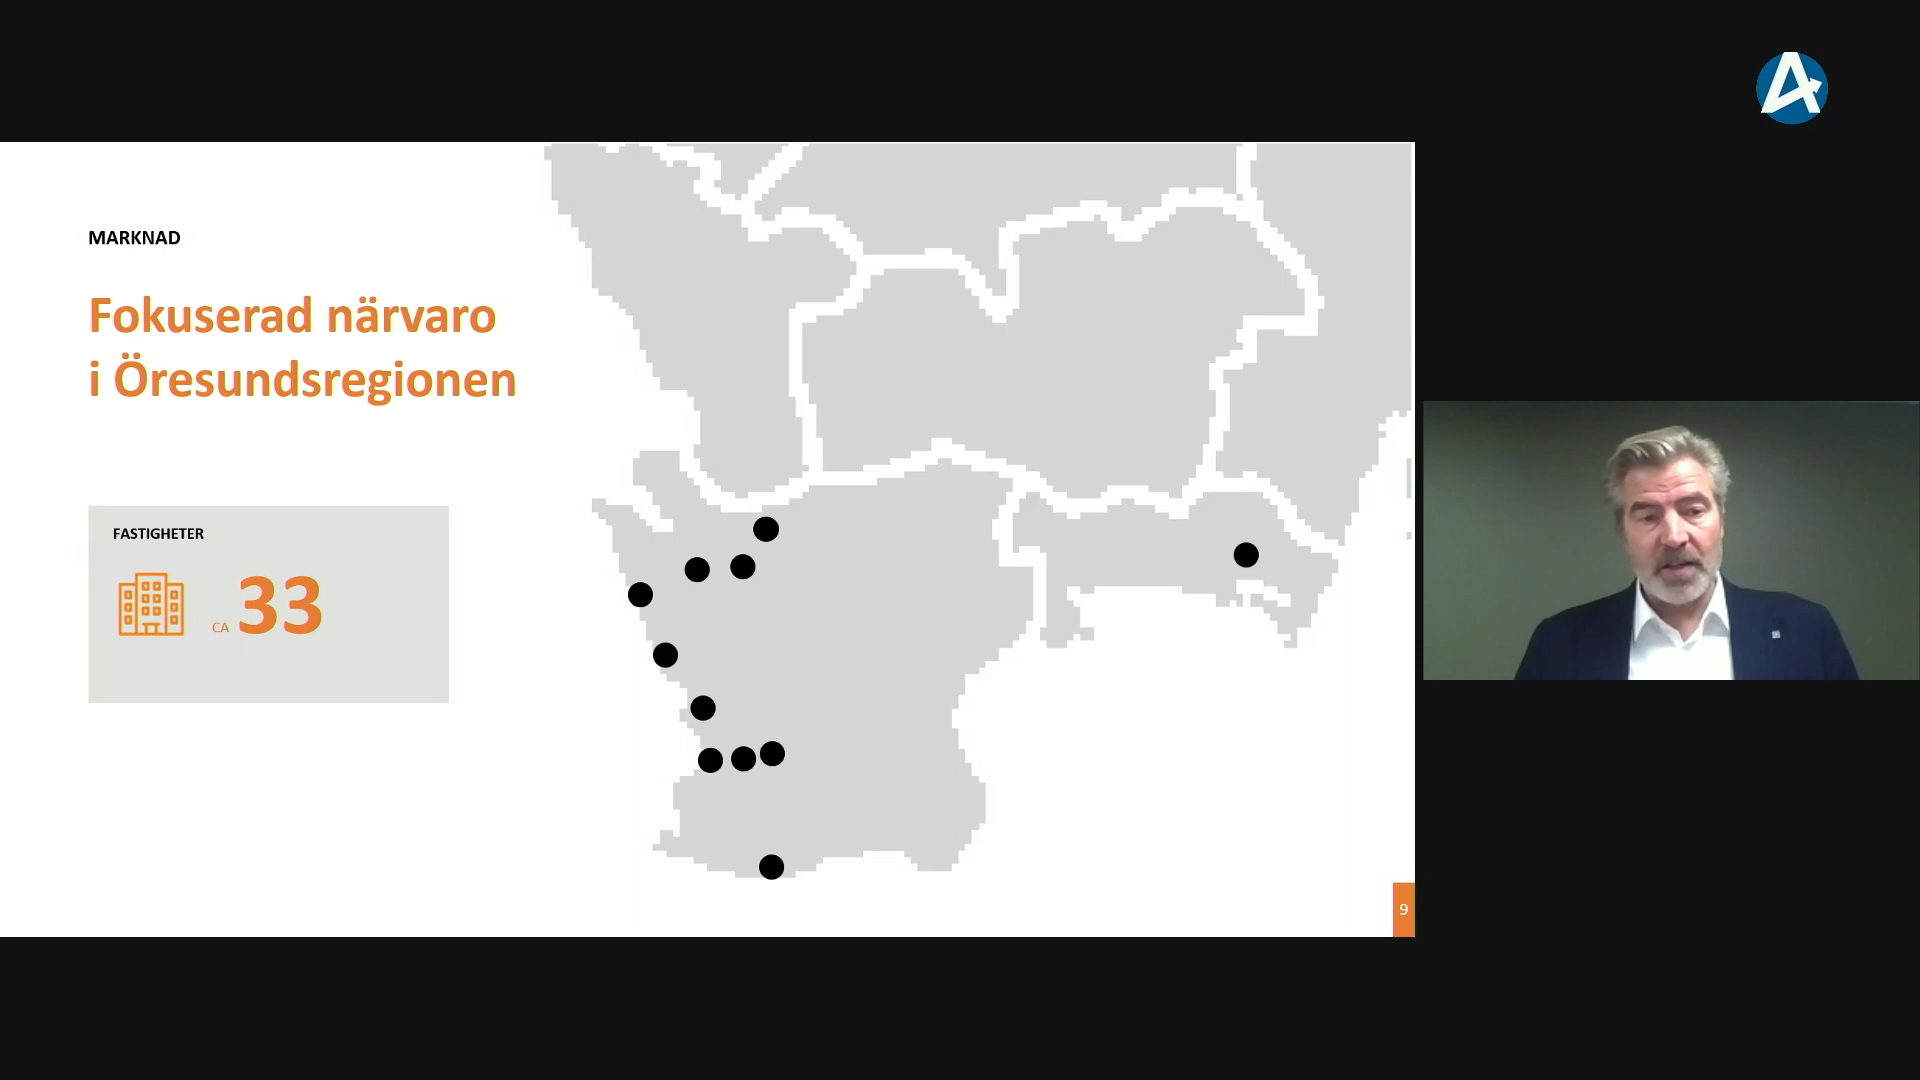 MARKNAD
Fokuserad närvaro
i Öresundsregionen
FASTIGHETER
CA 33
9